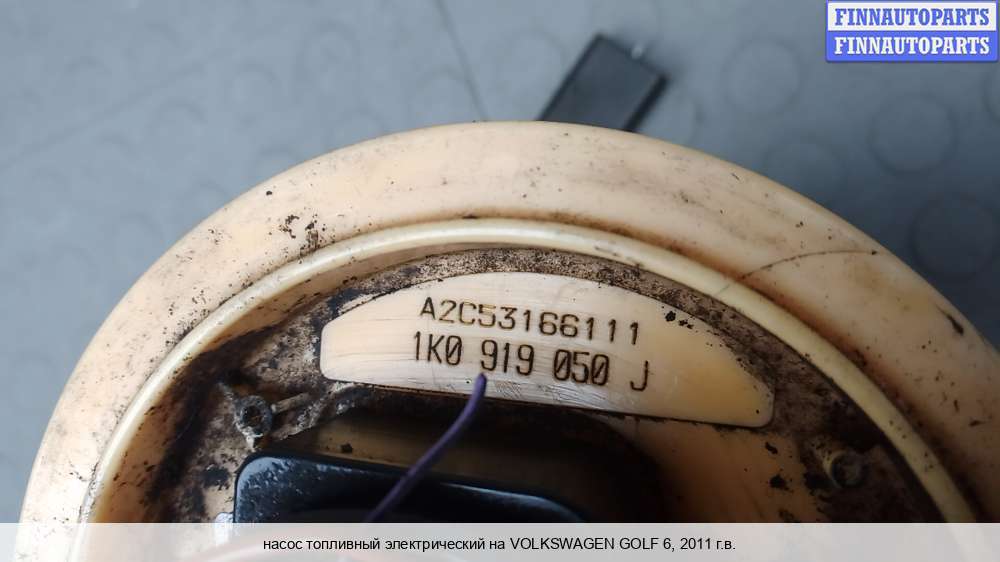 FINNAUTOPARTS
FINNAUTOPARTS
A2C53166111
1K0 919 050 J
насос топливный электрический на VOLKSWAGEN GOLF 6, 2011 г.в.